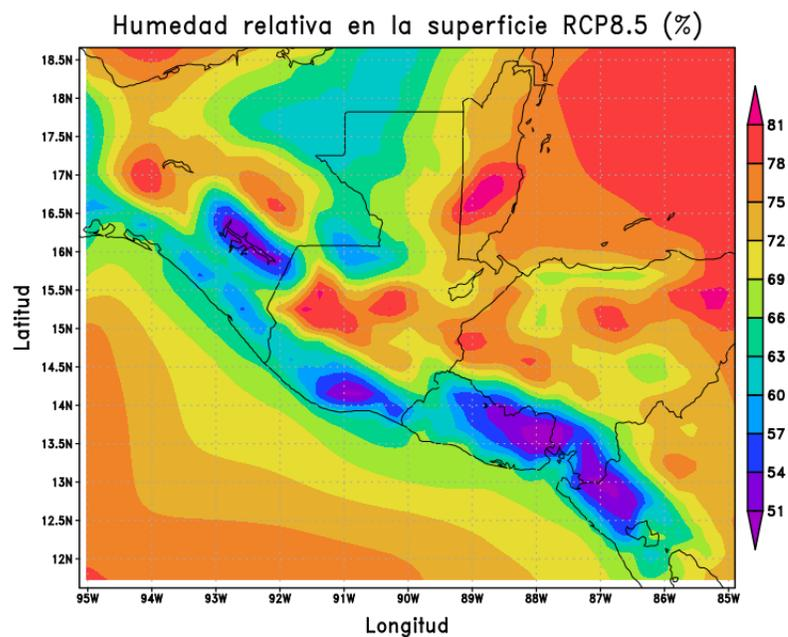 Humedad relativa en la superficie RCP8.5 (%)
18.5N
18N
17.5N
17N
16.5N
16N
15.5N
15N
14.5N
14N
13.5N
13N
12.5N
12N
Latitud
95W 94W 93W 92W 91W 90W 89W 88W 87W 86W 85W
Longitud
81
78
75
72
69
66
63
60
57
54
51